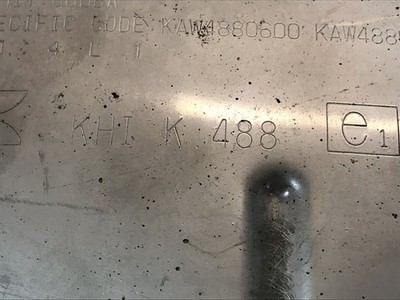 ECIFIC CODE KAW4880600 KAW488
KHI K 488 e1